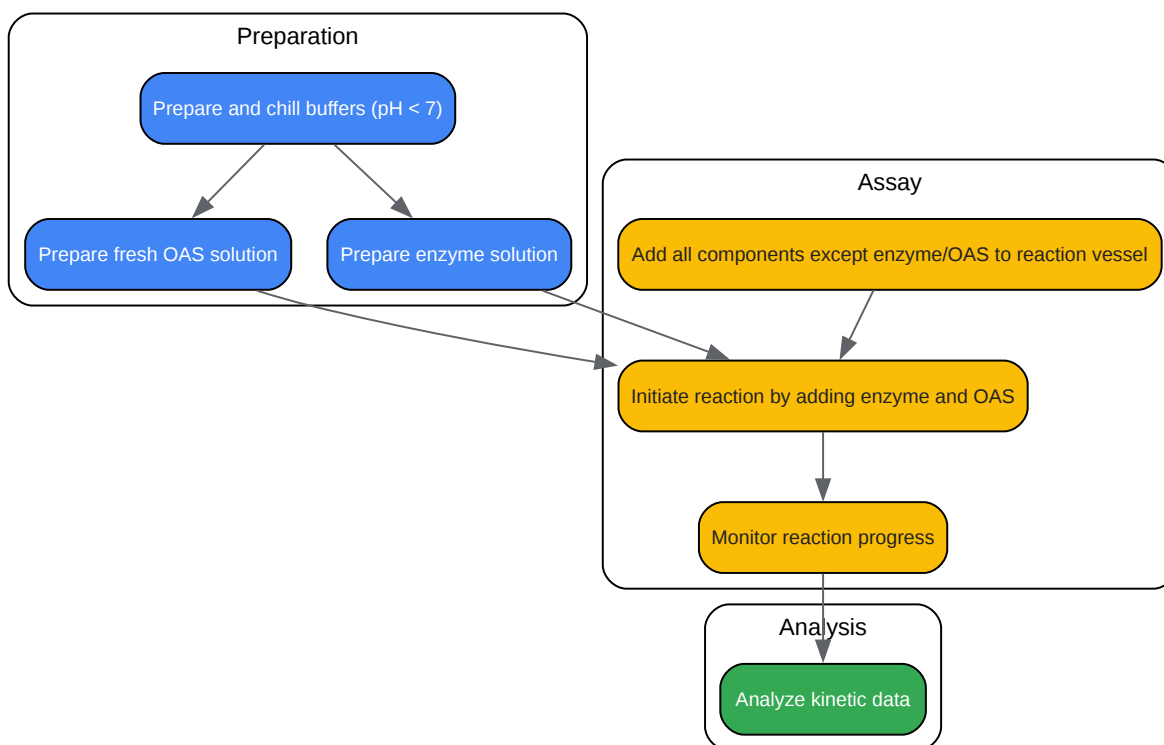 Preparation
Prepare and chill buffers (pH < 7)
Prepare fresh OAS solution
Prepare enzyme solution
Assay
Add all components except enzyme/OAS to reaction vessel
Initiate reaction by adding enzyme and OAS
Monitor reaction progress
Analysis
Analyze kinetic data